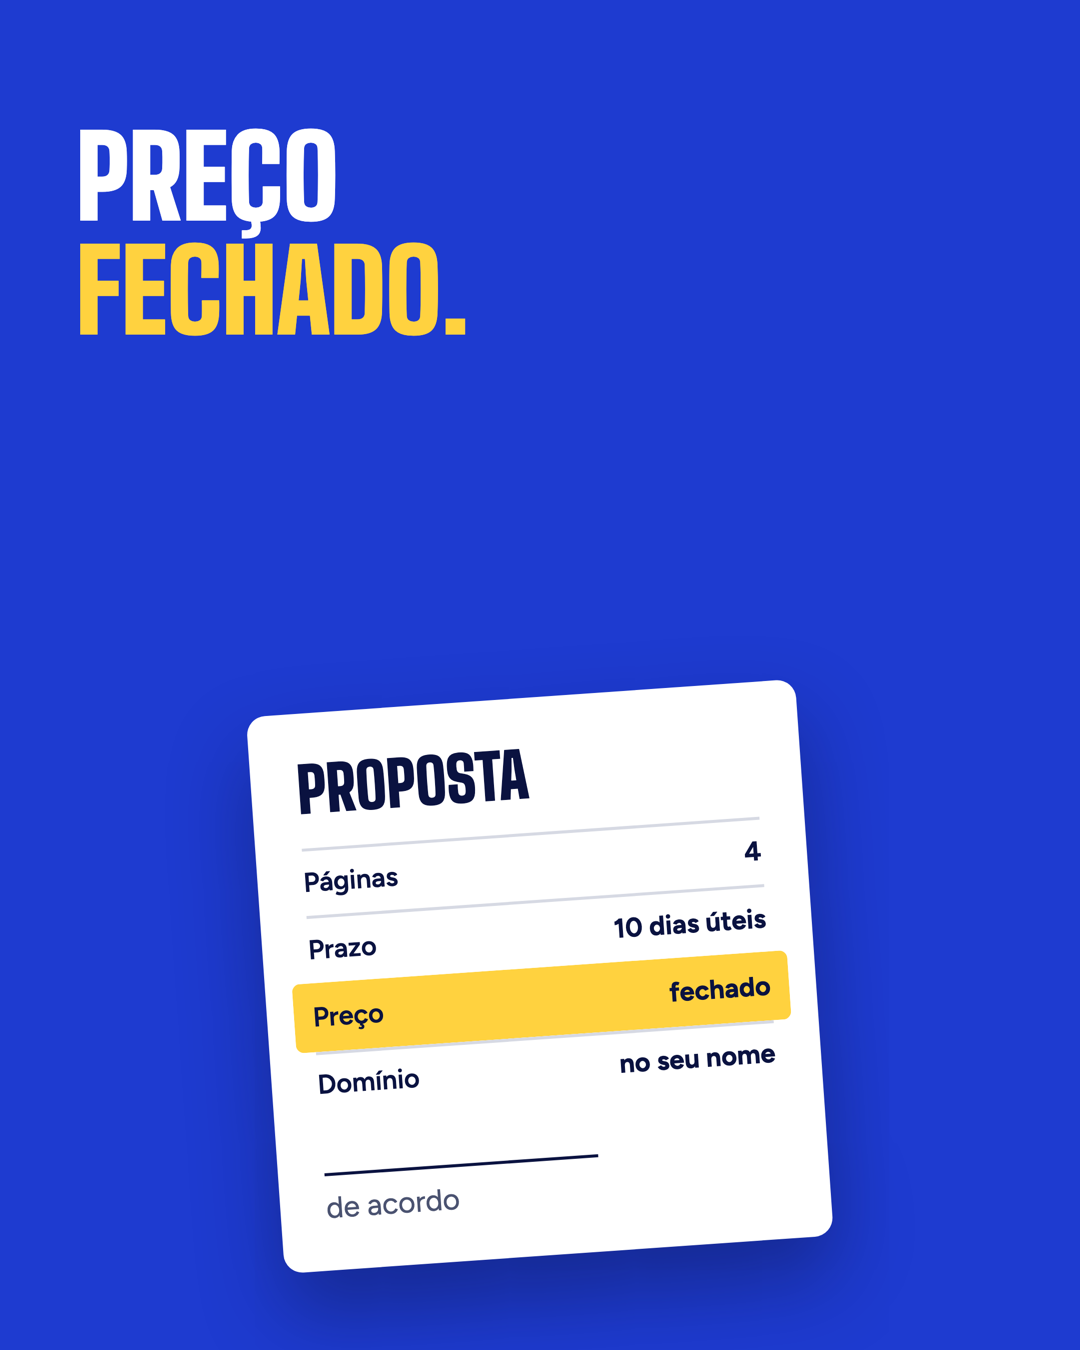 PREÇO
FECHADO.
PROPOSTA
Páginas 4
Prazo 10 dias úteis
Preço fechado
Domínio no seu nome
de acordo